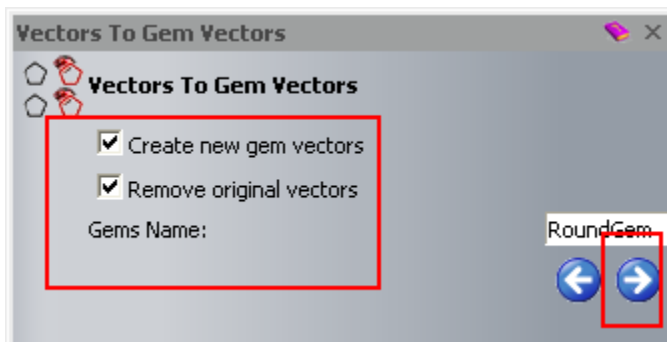 Vectors To Gem Vectors
Vectors To Gem Vectors
Create new gem vectors
Remove original vectors
Gems Name:
RoundGem